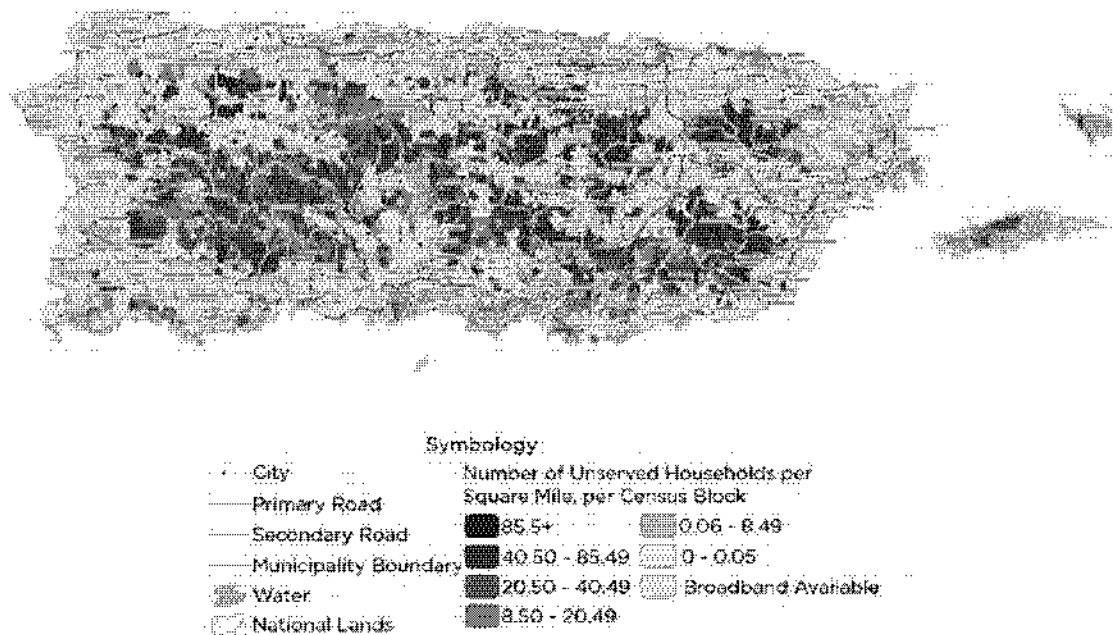 Symbology
City
Primary Road
Secondary Road
Municipality Boundary
Water
National Lands
Number of Unserved Households per
Square Mile, per Census Block
85.5+
40.50 - 85.49
20.50 - 40.49
8.50 - 20.49
0.06 - 8.49
0 - 0.05
Broadband Available